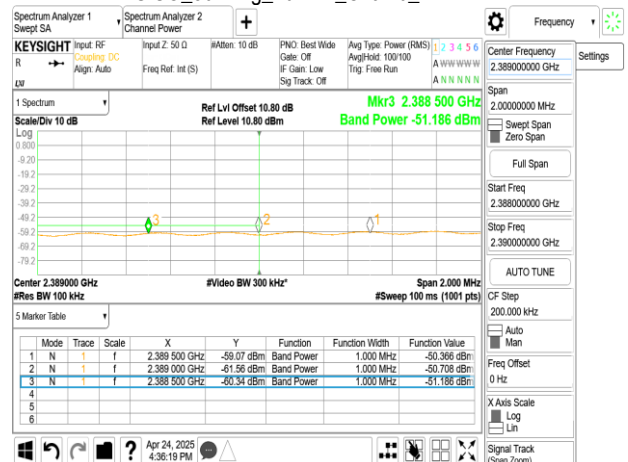 Spectrum Analyzer 1
Swept SA
Spectrum Analyzer 2
Channel Power
+
Frequency
KEYSIGHT
R
Input: RF
Coupling: DC
Align: Auto
Input Z: 50 Ω
Freq Ref: Int (S)
#Atten: 10 dB
PNO: Best Wide
Gate: Off
IF Gain: Low
Sig Track: Off
Avg Type: Power (RMS)
Avg|Hold: 100/100
Trig: Free Run
1 2 3 4 5 6
A W W W W W
A N N N N N
Center Frequency
2.389000000 GHz
Settings
1 Spectrum
Scale/Div 10 dB
Ref Lvl Offset 10.80 dB
Ref Level 10.80 dBm
Mkr3 2.388 500 GHz
Band Power -51.186 dBm
Log
0.800
-9.20
-19.2
-29.2
-39.2
-49.2
-59.2
-69.2
-79.2
3
2
1
Center 2.389000 GHz
#Res BW 100 kHz
#Video BW 300 kHz*
Span 2.000 MHz
#Sweep 100 ms (1001 pts)
Span
2.00000000 MHz
Swept Span
Zero Span
Full Span
Start Freq
2.388000000 GHz
Stop Freq
2.390000000 GHz
AUTO TUNE
CF Step
200.000 kHz
Auto
Man
Freq Offset
0 Hz
X Axis Scale
Log
Lin
Signal Track
(Span Zoom)
5 Marker Table
Mode Trace Scale X Y Function Function Width Function Value
1 N 1 f 2.389 500 GHz -59.07 dBm Band Power 1.000 MHz -50.366 dBm
2 N 1 f 2.389 000 GHz -61.56 dBm Band Power 1.000 MHz -50.708 dBm
3 N 1 f 2.388 500 GHz -60.34 dBm Band Power 1.000 MHz -51.186 dBm
4
5
6
?
Apr 24, 2025
4:36:19 PM